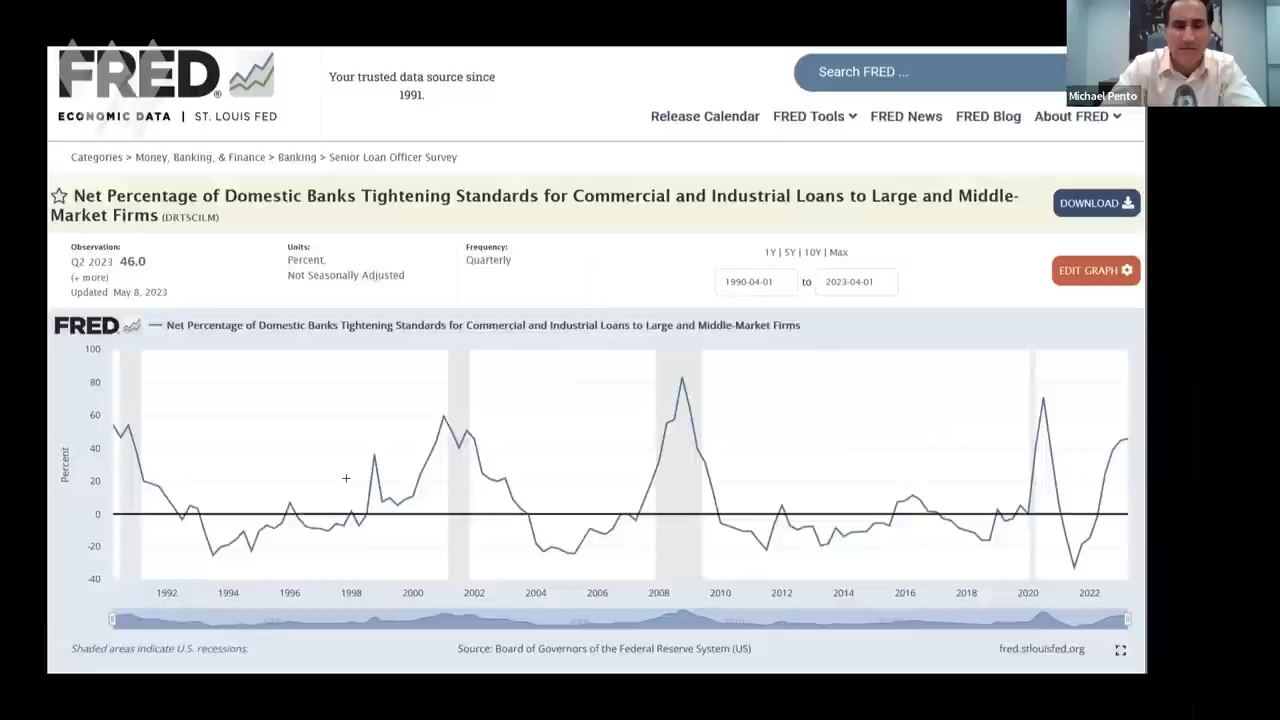 FRED
ECONOMIC DATA | ST. LOUIS FED
Your trusted data source since
1991.
Search FRED ...
Michael Pento
Release Calendar FRED Tools FRED News FRED Blog About FRED
Categories > Money, Banking, & Finance > Banking > Senior Loan Officer Survey
Net Percentage of Domestic Banks Tightening Standards for Commercial and Industrial Loans to Large and Middle-
Market Firms (DRTSCILM)
DOWNLOAD
Observation:
Q2 2023 46.0
(+ more)
Updated May 8, 2023
Units:
Percent,
Not Seasonally Adjusted
Frequency:
Quarterly
1Y | 5Y | 10Y | Max
1990-04-01 to 2023-04-01
EDIT GRAPH
FRED Net Percentage of Domestic Banks Tightening Standards for Commercial and Industrial Loans to Large and Middle-Market Firms
Percent
100
80
60
40
20
0
-20
-40
1992 1994 1996 1998 2000 2002 2004 2006 2008 2010 2012 2014 2016 2018 2020 2022
Shaded areas indicate U.S. recessions.
Source: Board of Governors of the Federal Reserve System (US)
fred.stlouisfed.org